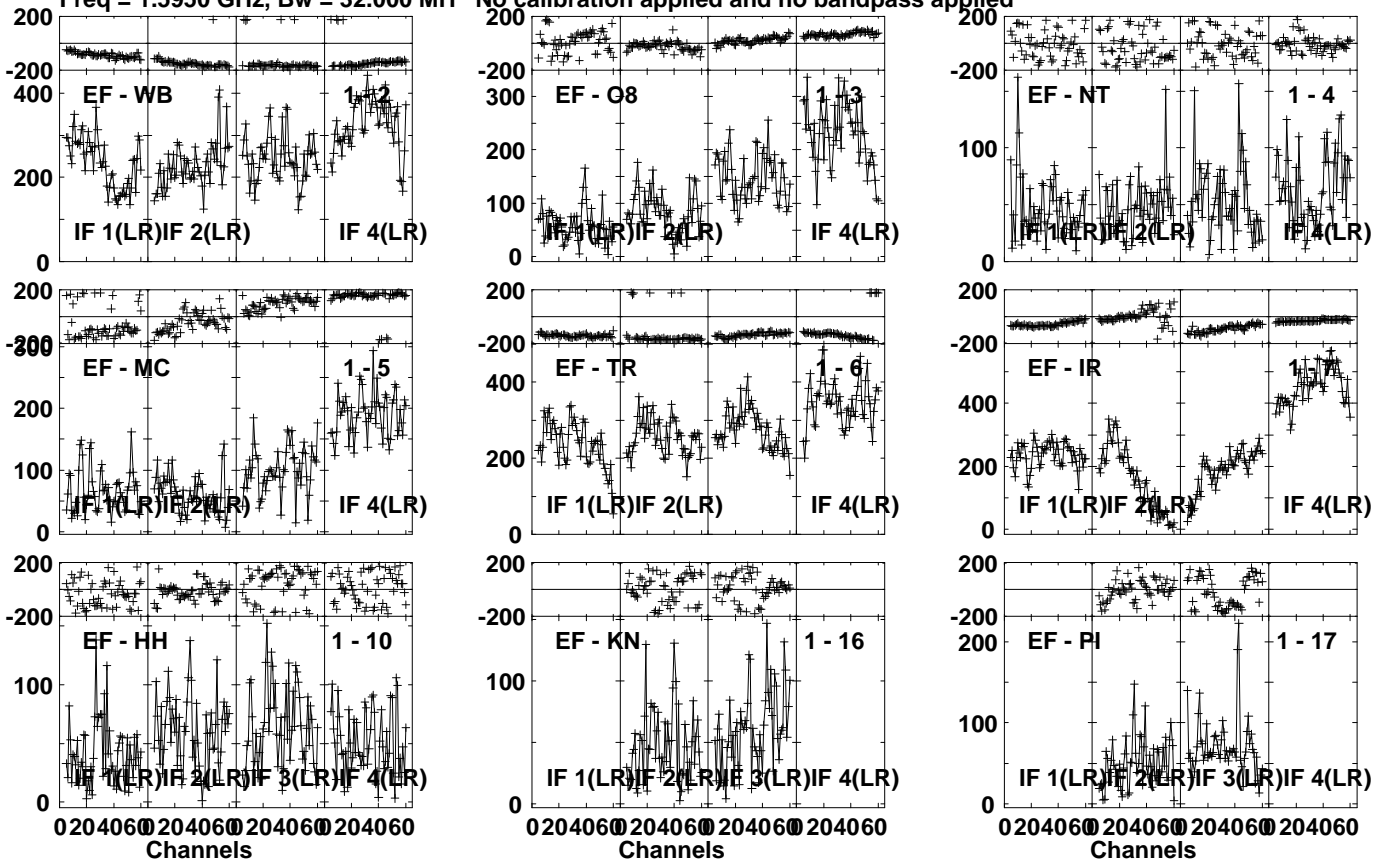 Freq = 1.5950 GHz, Bw = 32.000 MH No calibration applied and no bandpass applied
200
-200
400
200
0
EF - WB
1 - 2
IF 1(LR)
IF 2(LR)
IF 4(LR)
300
200
100
0
EF - O8
1 - 3
IF 1(LR)
IF 2(LR)
IF 4(LR)
200
-200
100
0
EF - NT
1 - 4
IF 1(LR)
IF 2(LR)
IF 4(LR)
200
-200
300
200
100
0
EF - MC
1 - 5
IF 1(LR)
IF 2(LR)
IF 4(LR)
200
-200
400
200
0
EF - TR
1 - 6
IF 1(LR)
IF 2(LR)
IF 4(LR)
200
-200
400
200
0
EF - IR
1 - 7
IF 1(LR)
IF 2(LR)
IF 4(LR)
200
-200
100
0
EF - HH
1 - 10
IF 1(LR)
IF 2(LR)
IF 3(LR)
IF 4(LR)
0 20 40 60
0 20 40 60
0 20 40 60
0 20 40 60
Channels
200
-200
100
0
EF - KN
1 - 16
IF 1(LR)
IF 2(LR)
IF 3(LR)
IF 4(LR)
0 20 40 60
0 20 40 60
0 20 40 60
0 20 40 60
Channels
200
-200
200
100
0
EF - PI
1 - 17
IF 1(LR)
IF 2(LR)
IF 3(LR)
IF 4(LR)
0 20 40 60
0 20 40 60
0 20 40 60
0 20 40 60
Channels